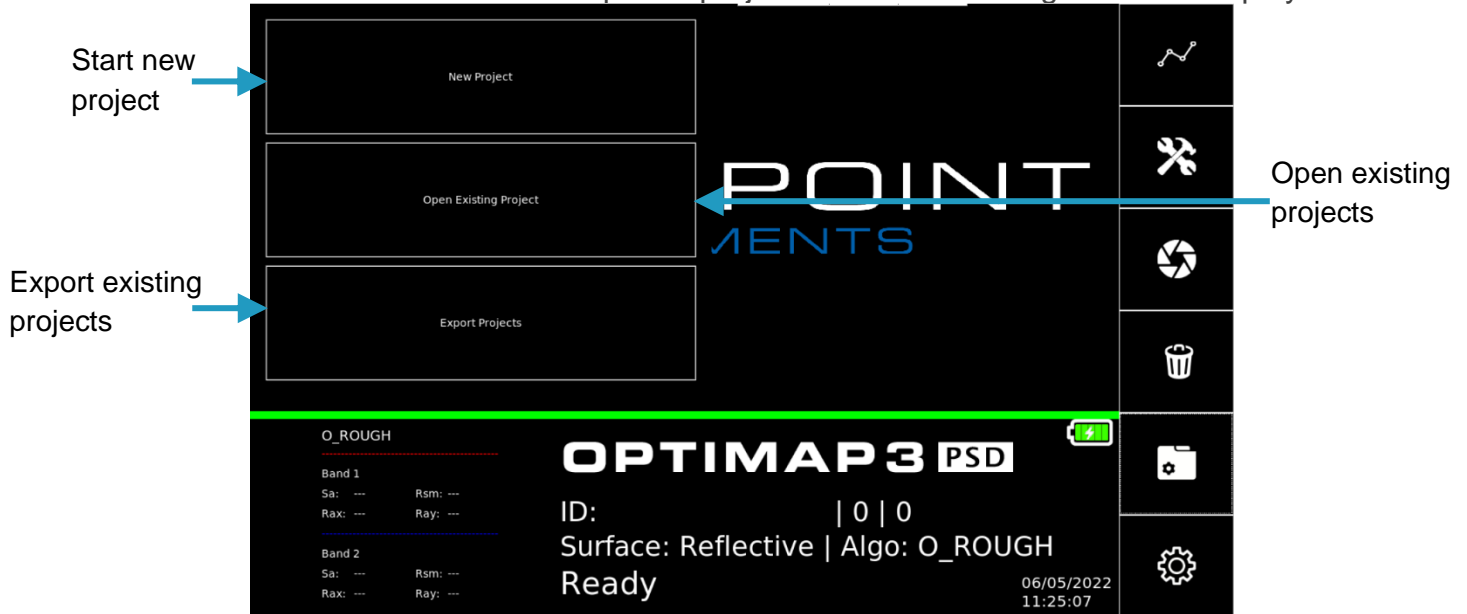 Start new
project
New Project
Open Existing Project
Open existing
projects
POINT
MENTS
Export existing
projects
Export Projects
O_ROUGH
Band 1
Sa: --- Rsm: ---
Rax: --- Ray: ---
Band 2
Sa: --- Rsm: ---
Rax: --- Ray: ---
OPTIMAP3 PSD
ID: | 0 | 0
Surface: Reflective | Algo: O_ROUGH
Ready
06/05/2022
11:25:07